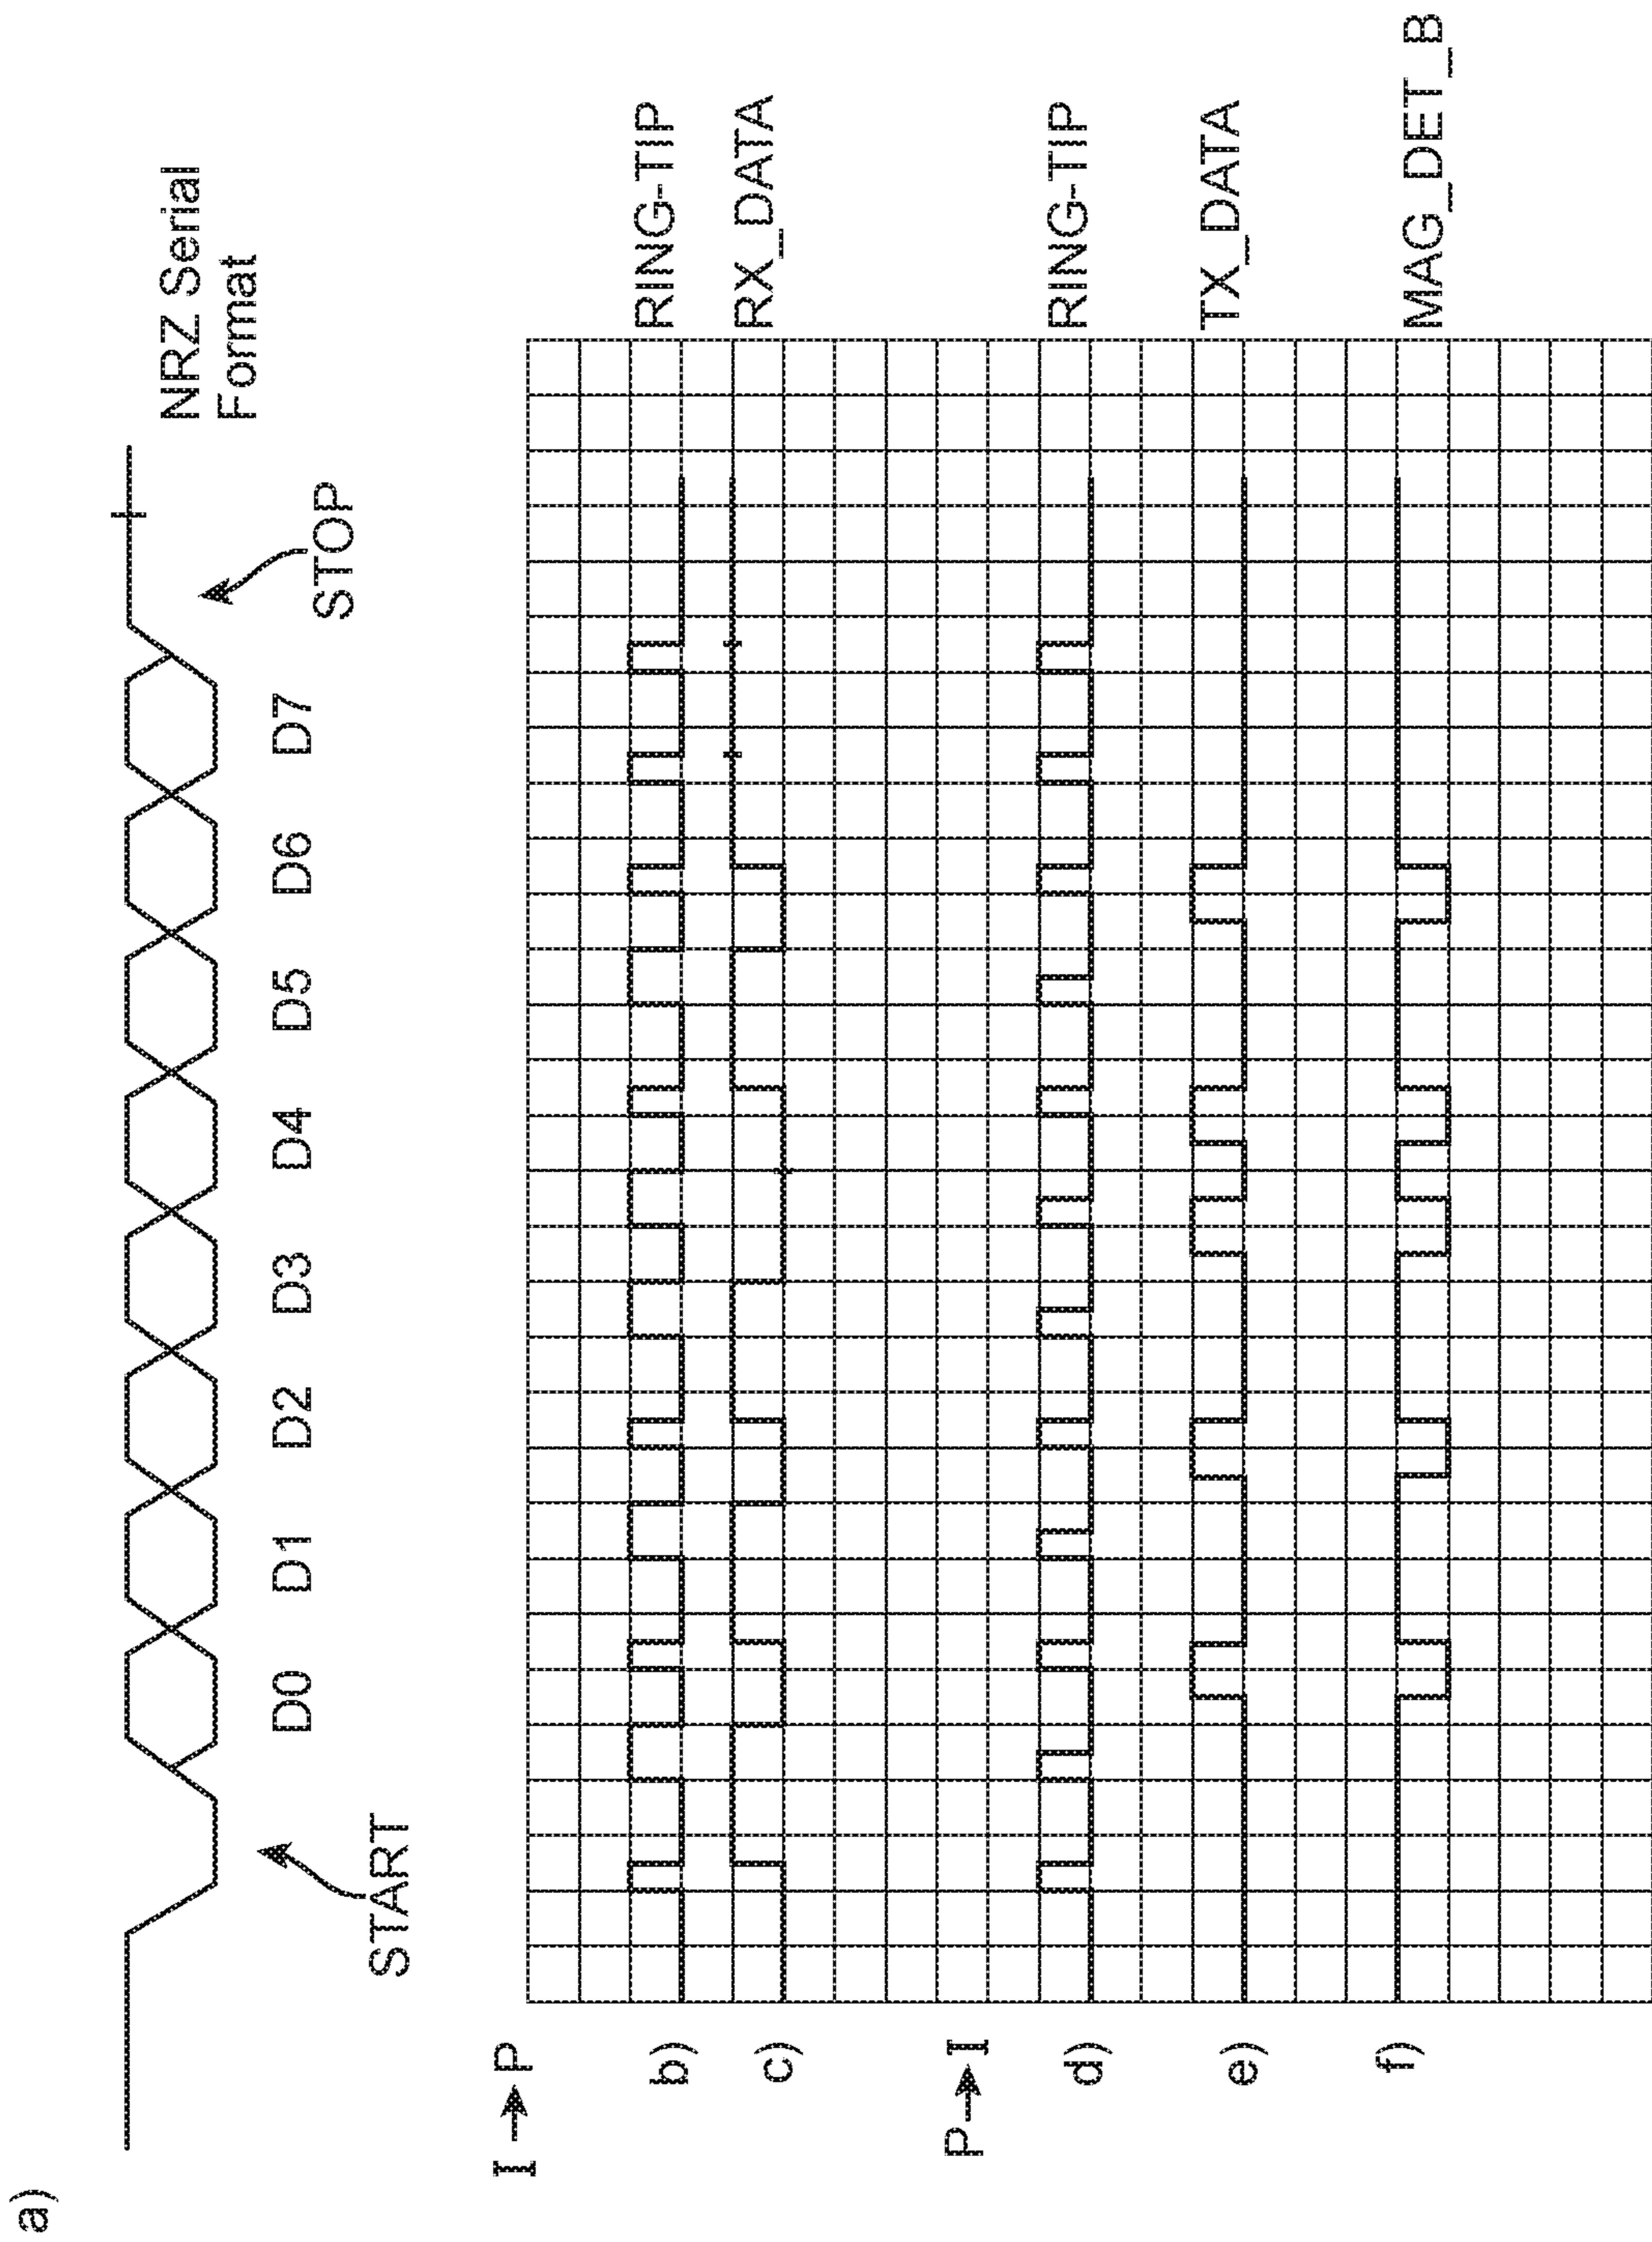 a)
NRZ Serial
Format
START
D0 D1 D2 D3 D4 D5 D6 D7
STOP
I→P
b) RING-TIP
c) RX_DATA
P→I
d) RING-TIP
e) TX_DATA
f) MAG_DET_B